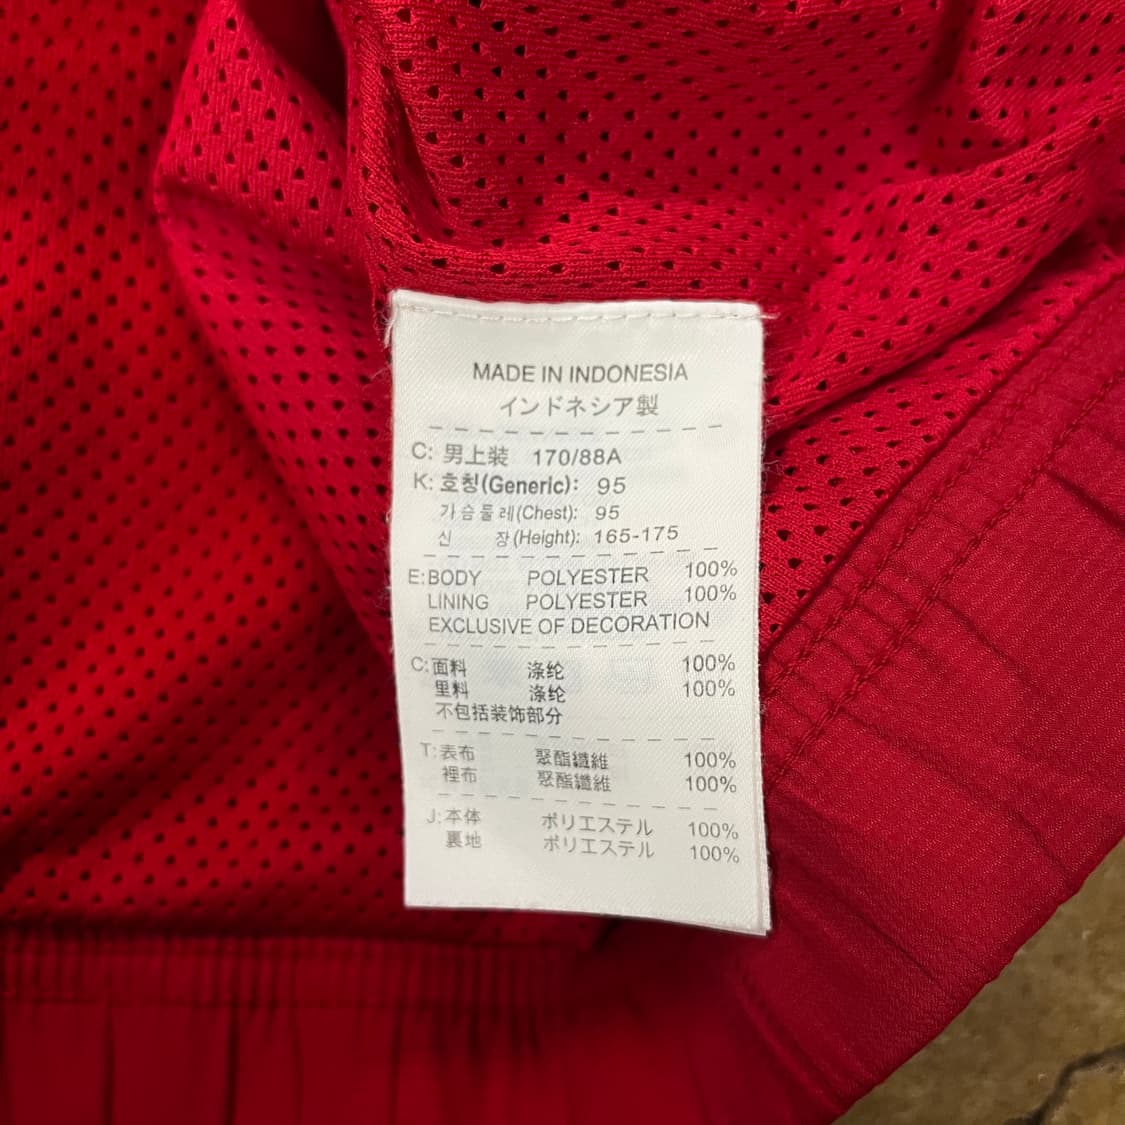 MADE IN INDONESIA
インドネシア製
C: 男上装 170/88A
K: 호칭(Generic): 95
가슴둘레(Chest): 95
신 장(Height): 165-175
E:BODY POLYESTER 100%
LINING POLYESTER 100%
EXCLUSIVE OF DECORATION
C:面料 涤纶 100%
里料 涤纶 100%
不包括装饰部分
T:表布 聚酯纖維 100%
裡布 聚酯纖維 100%
J:本体 ポリエステル 100%
裏地 ポリエステル 100%